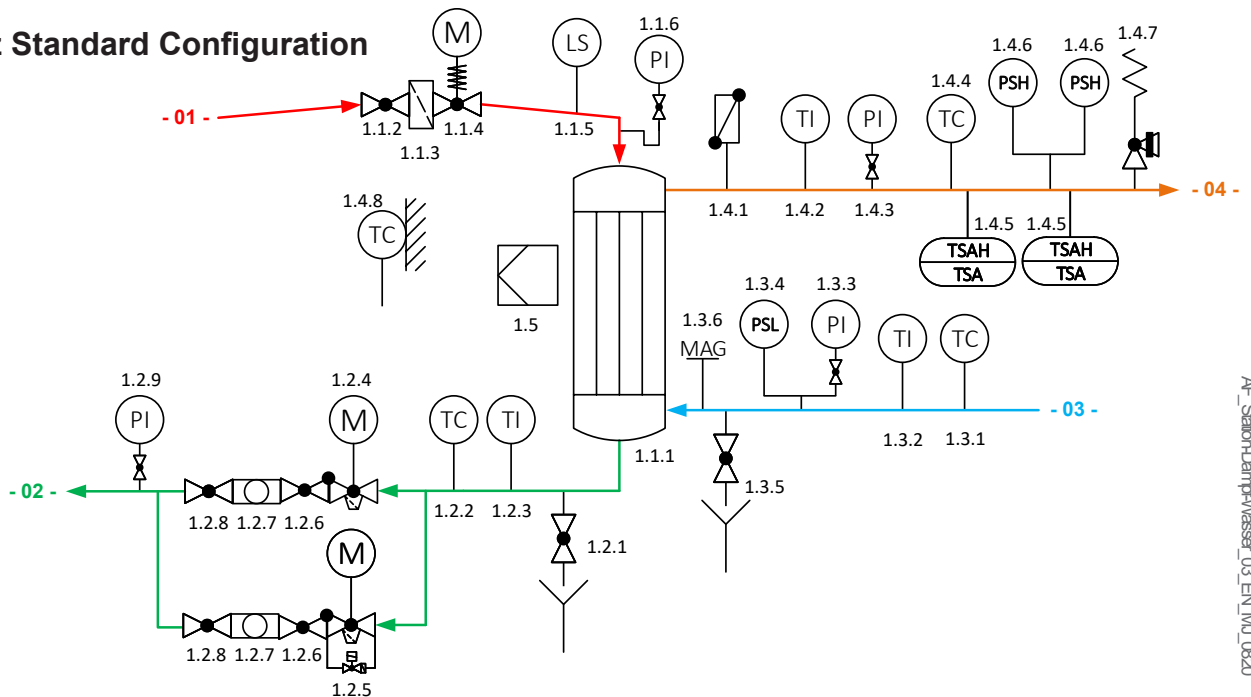 : Standard Configuration
M
LS
1.1.6
PI
1.4.6
1.4.6
1.4.7
1.4.4
PSH
PSH
- 01 -
1.1.2
1.1.4
1.1.5
1.1.3
TI
PI
TC
1.4.8
TC
1.4.1
1.4.2
1.4.3
- 04 -
1.4.5
1.4.5
TSAH
TSA
TSAH
TSA
1.5
1.3.4
1.3.3
1.3.6
PSL
PI
TI
TC
MAG
- 03 -
1.3.2
1.3.1
1.1.1
1.3.5
1.2.9
1.2.4
PI
M
TC
TI
- 02 -
1.2.8
1.2.7
1.2.6
1.2.2
1.2.3
1.2.1
M
1.2.8
1.2.7
1.2.6
1.2.5